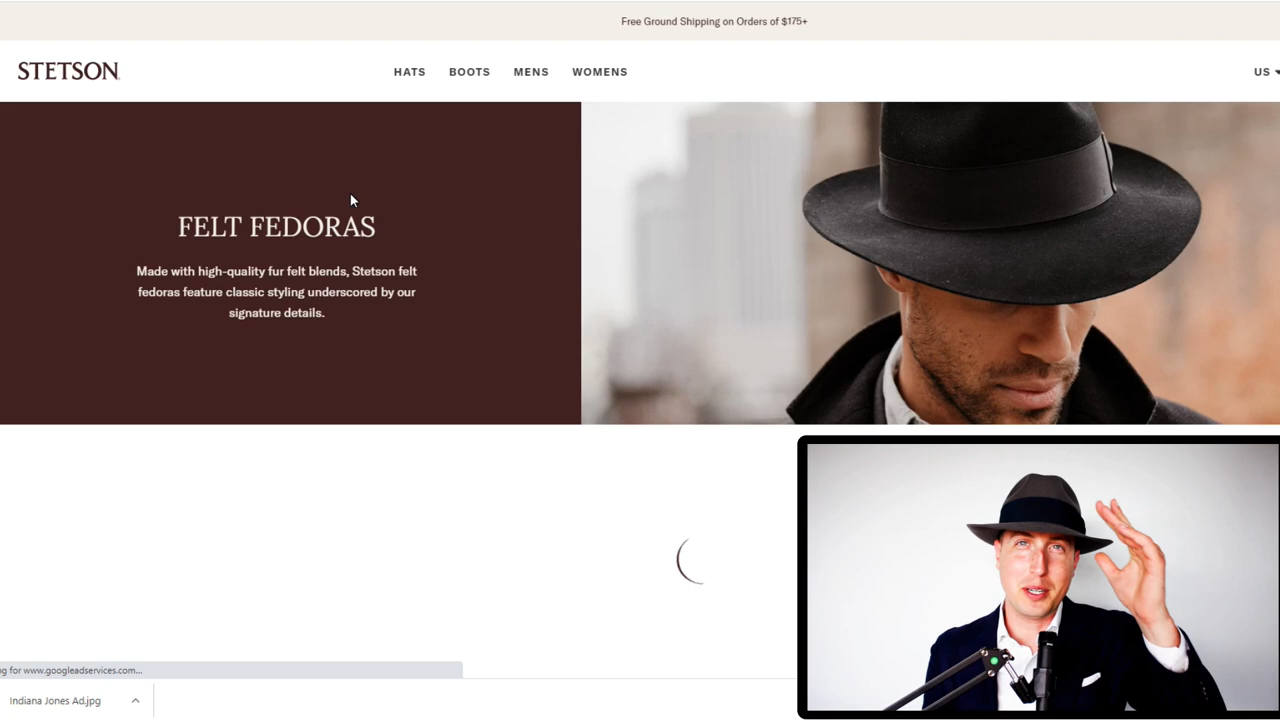 Free Ground Shipping on Orders of $175+
STETSON
HATS BOOTS MENS WOMENS
US
FELT FEDORAS
Made with high-quality fur felt blends, Stetson felt
fedoras feature classic styling underscored by our
signature details.
for www.googleadservices.com...
Indiana Jones Ad.jpg